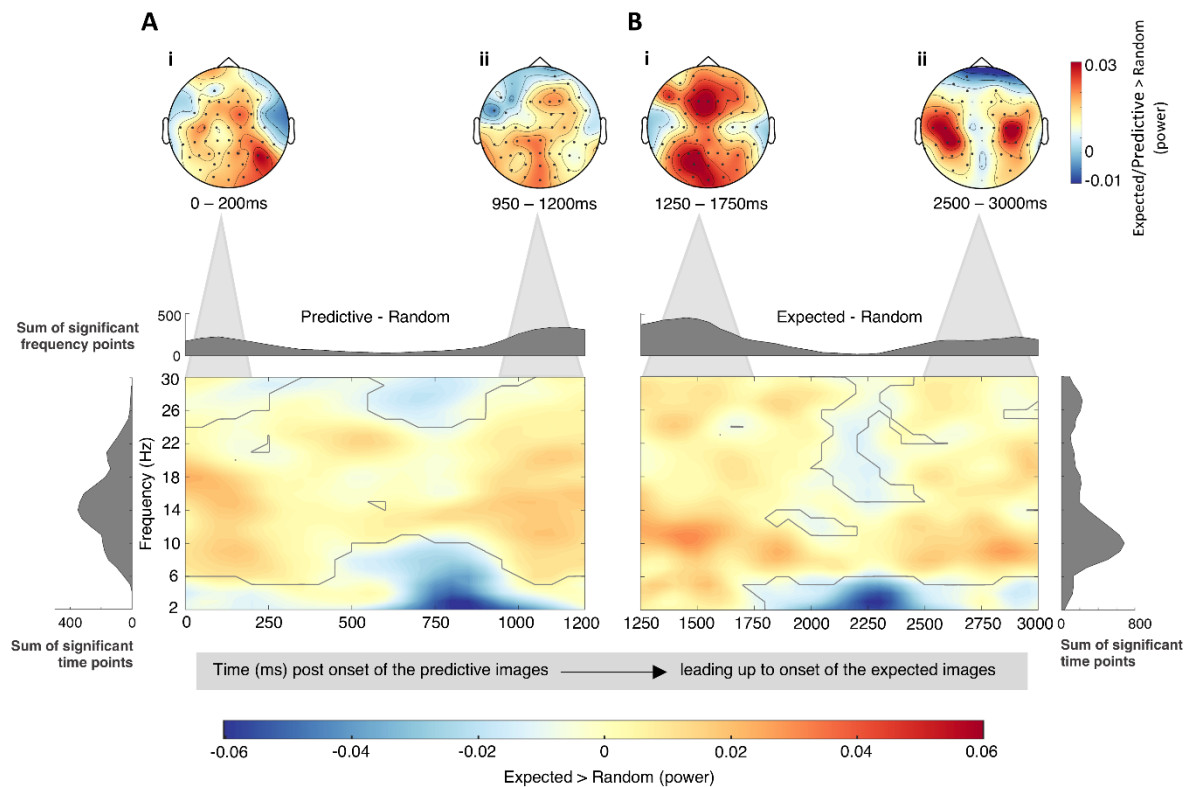 A
B
i
ii
i
ii
0 – 200ms
950 – 1200ms
1250 – 1750ms
2500 – 3000ms
0.03
0
-0.01
Expected/Predictive > Random
(power)
Sum of significant
frequency points
500
0
Predictive - Random
Expected - Random
30
26
22
18
14
10
6
2
Frequency (Hz)
400
0
Sum of significant
time points
0
250
500
750
1000
1200
1250
1500
1750
2000
2250
2500
2750
3000
0
800
Sum of significant
time points
Time (ms) post onset of the predictive images
leading up to onset of the expected images
-0.06
-0.04
-0.02
0
0.02
0.04
0.06
Expected > Random (power)